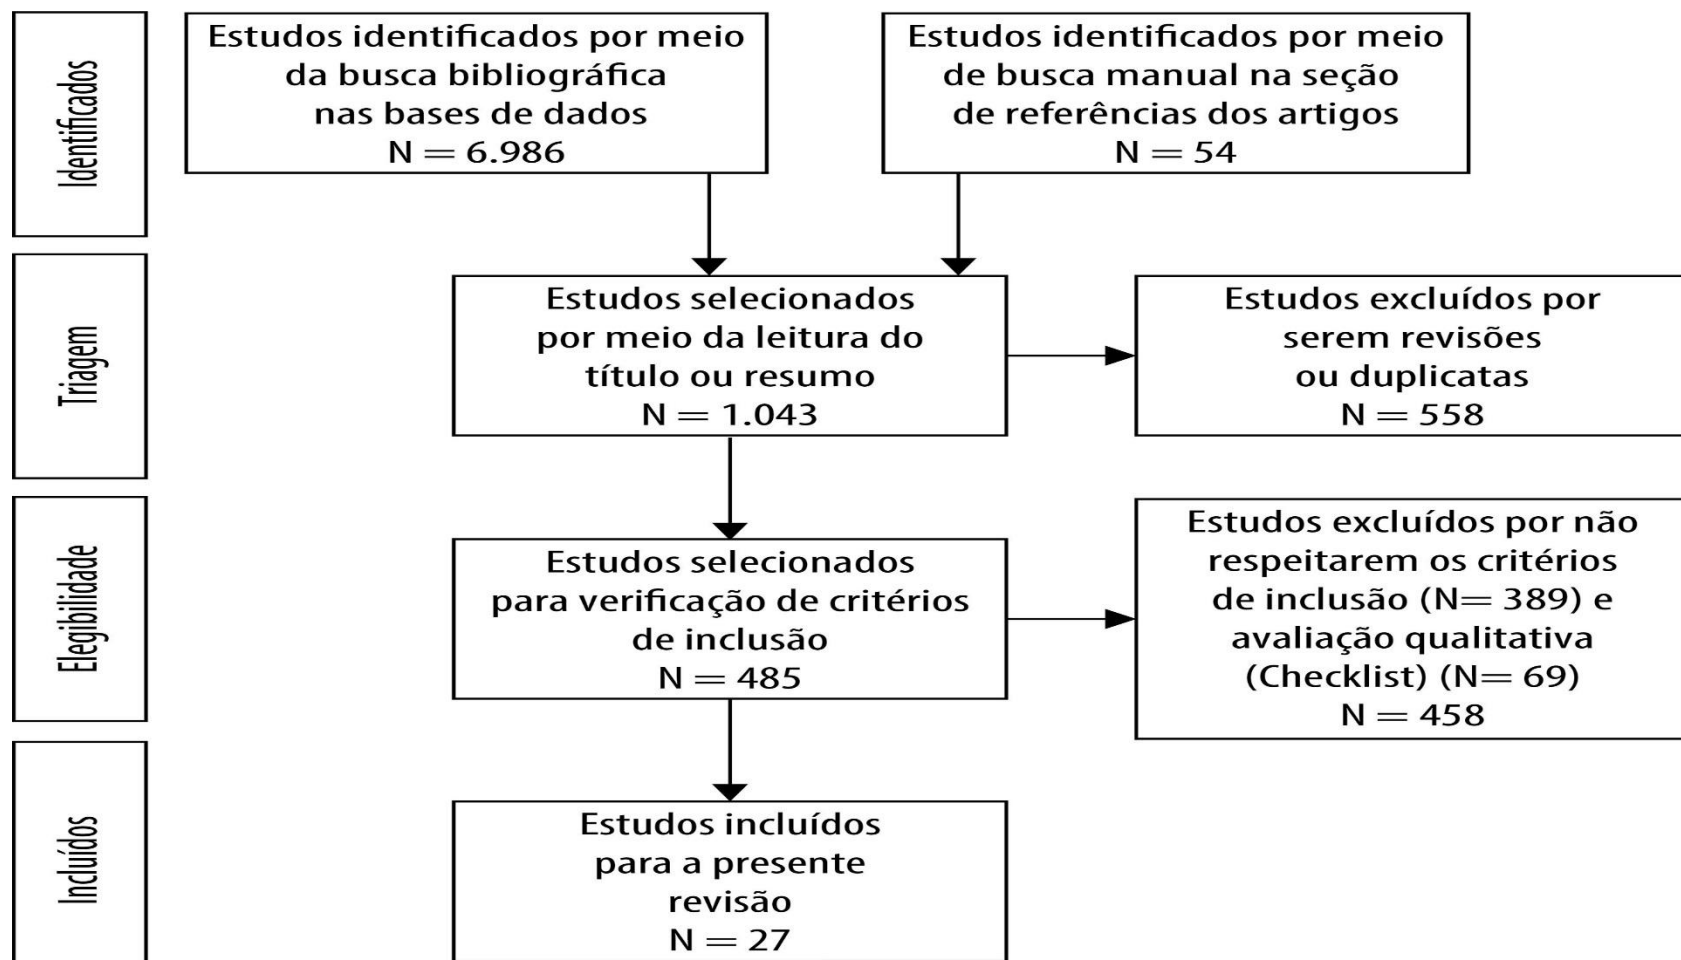 Identificados
Estudos identificados por meio
da busca bibliográfica
nas bases de dados
N = 6.986
Estudos identificados por meio
de busca manual na seção
de referências dos artigos
N = 54
Triagem
Estudos selecionados
por meio da leitura do
título ou resumo
N = 1.043
Estudos excluídos por
serem revisões
ou duplicatas
N = 558
Elegibilidade
Estudos selecionados
para verificação de critérios
de inclusão
N = 485
Estudos excluídos por não
respeitarem os critérios
de inclusão (N= 389) e
avaliação qualitativa
(Checklist) (N= 69)
N = 458
Incluídos
Estudos incluídos
para a presente
revisão
N = 27